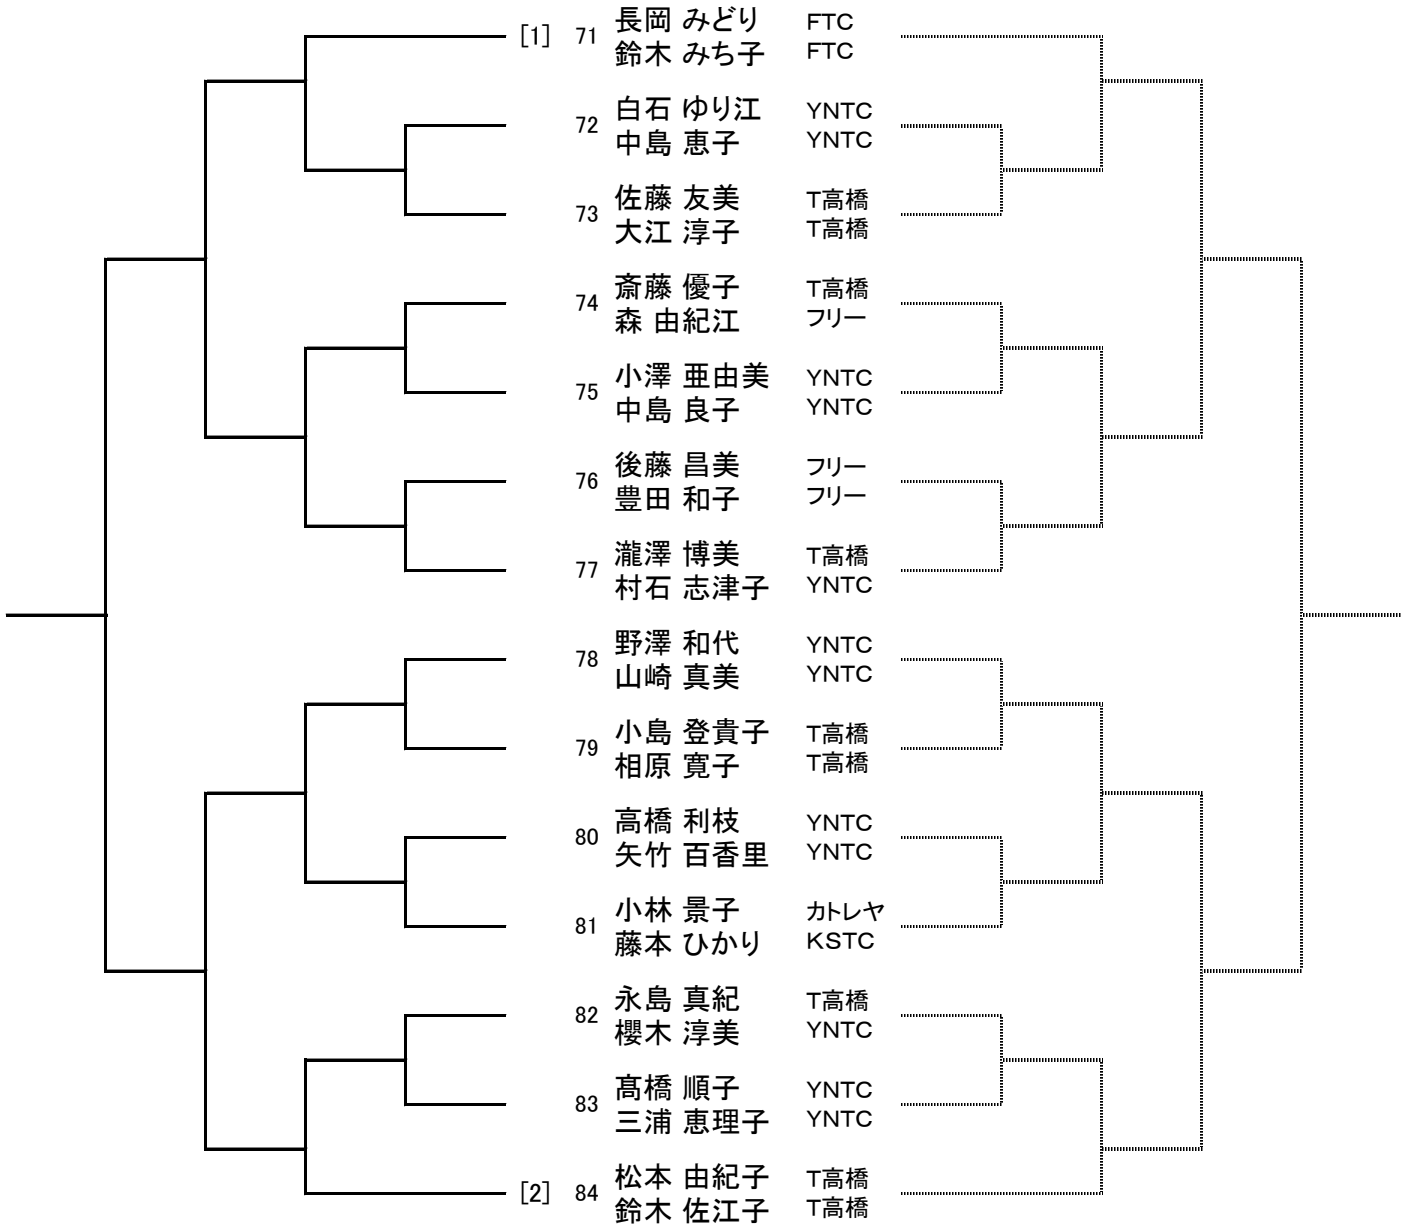 [1] 71 長岡 みどり FTC
鈴木 みち子 FTC
72 白石 ゆり江 YNTC
中島 恵子 YNTC
73 佐藤 友美 T高橋
大江 淳子 T高橋
74 斎藤 優子 T高橋
森 由紀江 フリー
75 小澤 亜由美 YNTC
中島 良子 YNTC
76 後藤 昌美 フリー
豊田 和子 フリー
77 瀧澤 博美 T高橋
村石 志津子 YNTC
78 野澤 和代 YNTC
山崎 真美 YNTC
79 小島 登貴子 T高橋
相原 寛子 T高橋
80 高橋 利枝 YNTC
矢竹 百香里 YNTC
81 小林 景子 カトレヤ
藤本 ひかり KSTC
82 永島 真紀 T高橋
櫻木 淳美 YNTC
83 髙橋 順子 YNTC
三浦 恵理子 YNTC
[2] 84 松本 由紀子 T高橋
鈴木 佐江子 T高橋